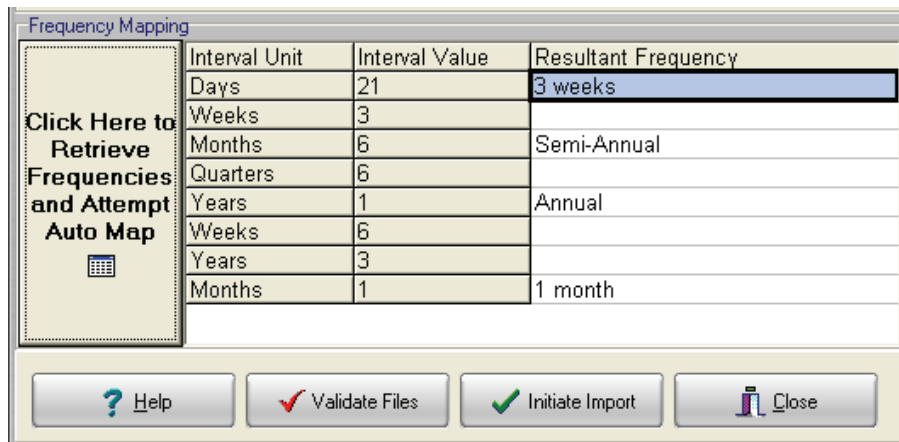 Frequency Mapping
Click Here to
Retrieve
Frequencies
and Attempt
Auto Map
Interval Unit Interval Value Resultant Frequency
Days 21 3 weeks
Weeks 3
Months 6 Semi-Annual
Quarters 6
Years 1 Annual
Weeks 6
Years 3
Months 1 1 month
? Help Validate Files Initiate Import Close